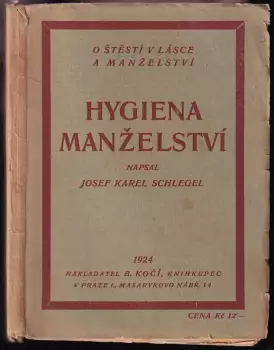 O ŠTĚSTÍ V LÁSCE
A MANŽELSTVÍ
HYGIENA
MANŽELSTVÍ
NAPSAL
JOSEF KAREL SCHLEGEL
1924
NAKLADATEL B. KOČÍ, KNIHKUPEC
V PRAZE I., MASARYKOVO NÁBŘ. 14
CENA Kč 12·—